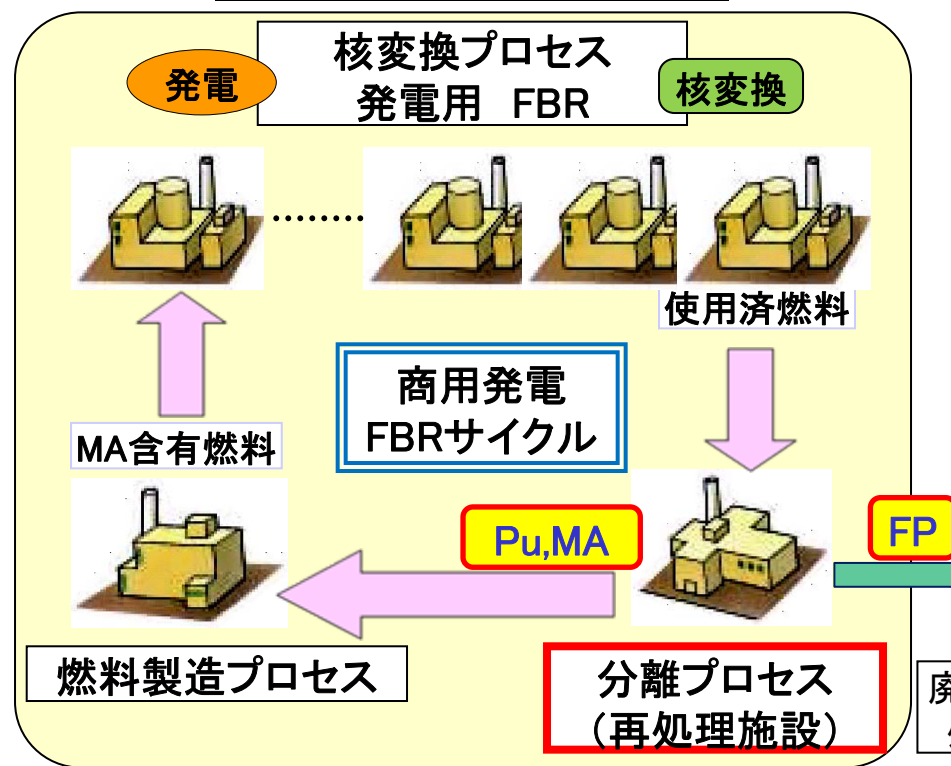 核変換プロセス
発電用 FBR
発電
核変換
使用済燃料
商用発電
FBRサイクル
MA含有燃料
Pu,MA
FP
燃料製造プロセス
分離プロセス
(再処理施設)
廃